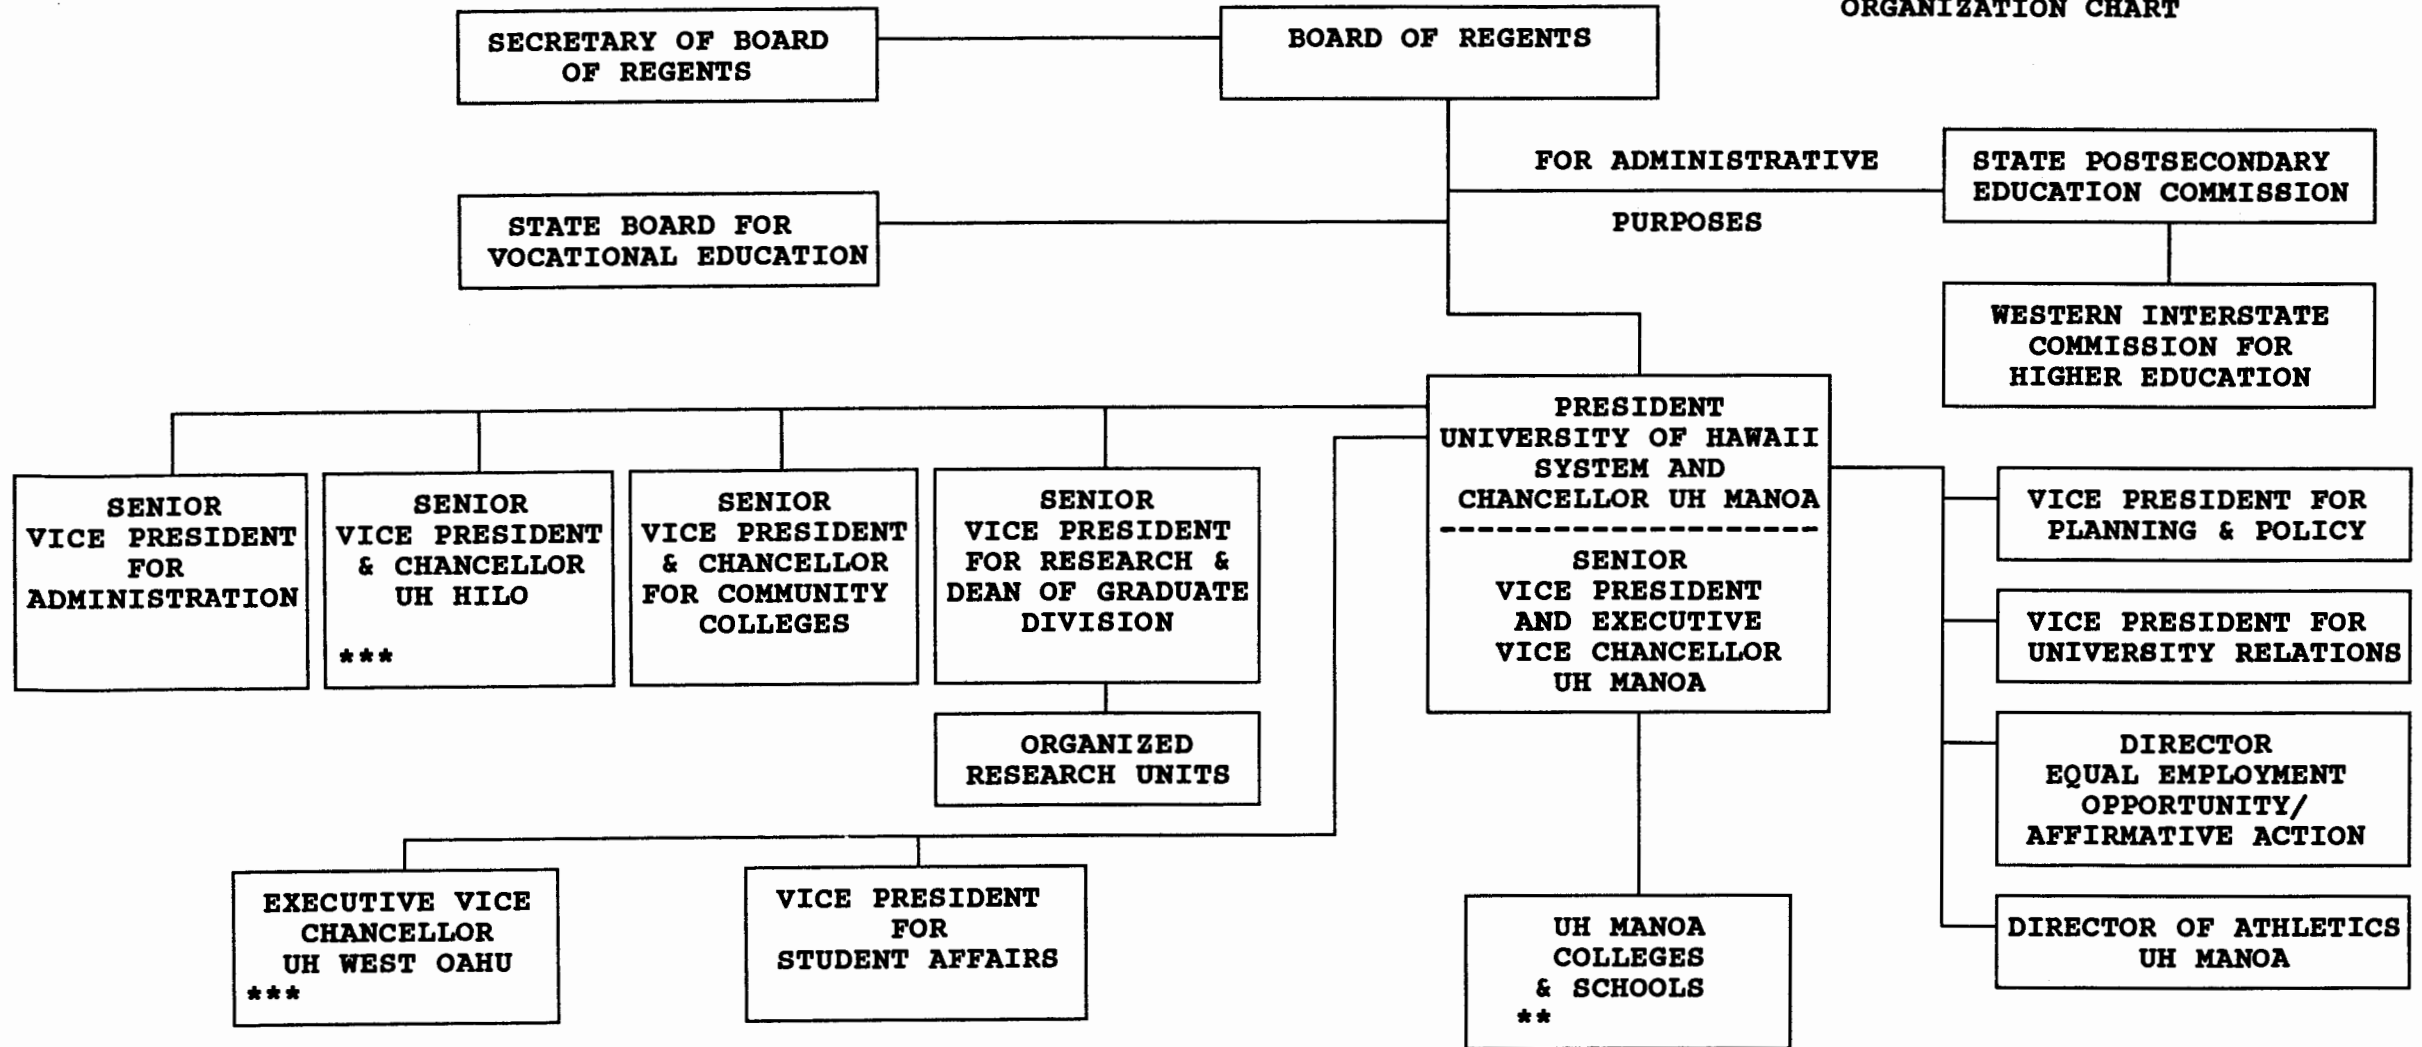 ORGANIZATION CHART
SECRETARY OF BOARD
OF REGENTS
BOARD OF REGENTS
FOR ADMINISTRATIVE
PURPOSES
STATE POSTSECONDARY
EDUCATION COMMISSION
STATE BOARD FOR
VOCATIONAL EDUCATION
WESTERN INTERSTATE
COMMISSION FOR
HIGHER EDUCATION
PRESIDENT
UNIVERSITY OF HAWAII
SYSTEM AND
CHANCELLOR UH MANOA
--------------------
SENIOR
VICE PRESIDENT
AND EXECUTIVE
VICE CHANCELLOR
UH MANOA
SENIOR
VICE PRESIDENT
FOR
ADMINISTRATION
SENIOR
VICE PRESIDENT
& CHANCELLOR
UH HILO
***
SENIOR
VICE PRESIDENT
& CHANCELLOR
FOR COMMUNITY
COLLEGES
SENIOR
VICE PRESIDENT
FOR RESEARCH &
DEAN OF GRADUATE
DIVISION
ORGANIZED
RESEARCH UNITS
VICE PRESIDENT FOR
PLANNING & POLICY
VICE PRESIDENT FOR
UNIVERSITY RELATIONS
DIRECTOR
EQUAL EMPLOYMENT
OPPORTUNITY/
AFFIRMATIVE ACTION
DIRECTOR OF ATHLETICS
UH MANOA
EXECUTIVE VICE
CHANCELLOR
UH WEST OAHU
***
VICE PRESIDENT
FOR
STUDENT AFFAIRS
UH MANOA
COLLEGES
& SCHOOLS
**